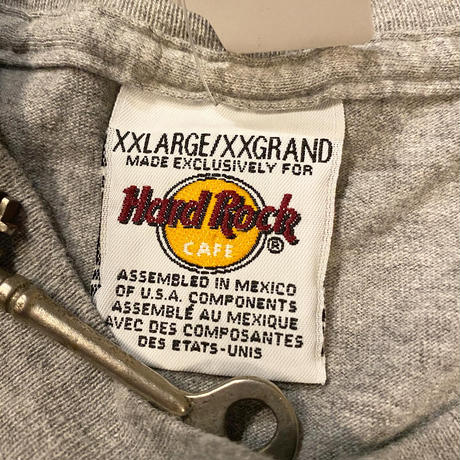 XXLARGE/XXGRAND
MADE EXCLUSIVELY FOR
Hard Rock
CAFE ®
ASSEMBLED IN MEXICO
OF U.S.A. COMPONENTS
ASSEMBLÉ AU MEXIQUE
AVEC DES COMPOSANTES
DES ETATS-UNIS